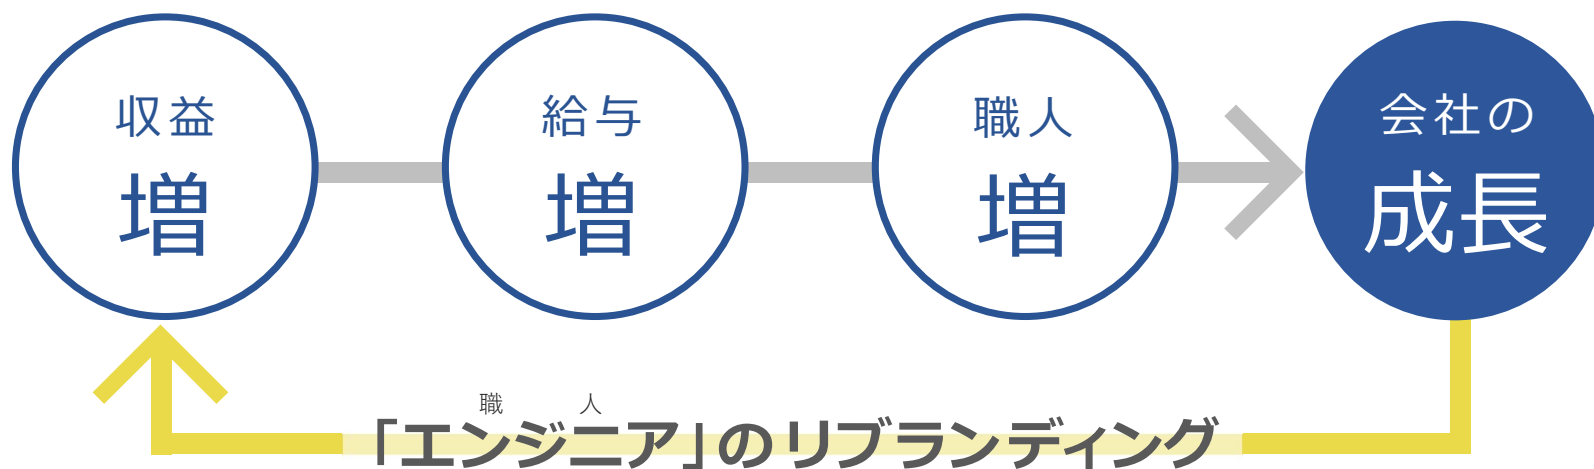 収益
増
給与
増
職人
増
会社の
成長
職人
「エンジニア」のリブランディング